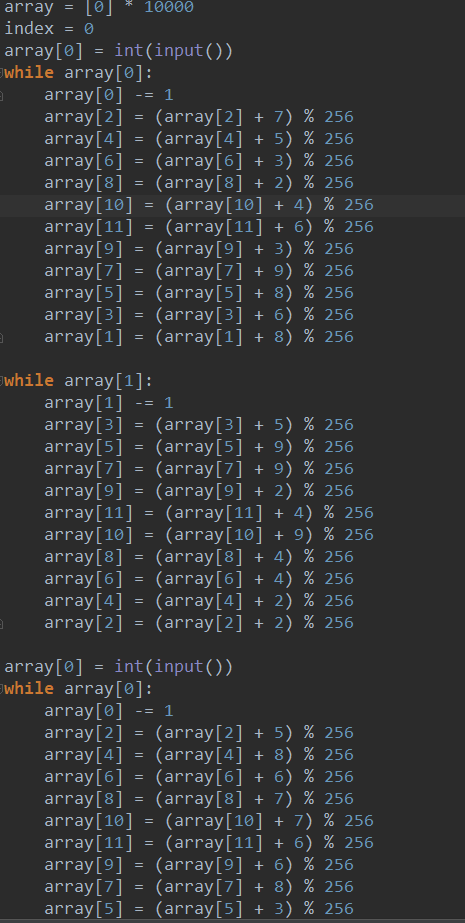 array = [0] * 10000
index = 0
array[0] = int(input())
while array[0]:
    array[0] -= 1
    array[2] = (array[2] + 7) % 256
    array[4] = (array[4] + 5) % 256
    array[6] = (array[6] + 3) % 256
    array[8] = (array[8] + 2) % 256
    array[10] = (array[10] + 4) % 256
    array[11] = (array[11] + 6) % 256
    array[9] = (array[9] + 3) % 256
    array[7] = (array[7] + 9) % 256
    array[5] = (array[5] + 8) % 256
    array[3] = (array[3] + 6) % 256
    array[1] = (array[1] + 8) % 256

while array[1]:
    array[1] -= 1
    array[3] = (array[3] + 5) % 256
    array[5] = (array[5] + 9) % 256
    array[7] = (array[7] + 9) % 256
    array[9] = (array[9] + 2) % 256
    array[11] = (array[11] + 4) % 256
    array[10] = (array[10] + 9) % 256
    array[8] = (array[8] + 4) % 256
    array[6] = (array[6] + 4) % 256
    array[4] = (array[4] + 2) % 256
    array[2] = (array[2] + 2) % 256

array[0] = int(input())
while array[0]:
    array[0] -= 1
    array[2] = (array[2] + 5) % 256
    array[4] = (array[4] + 8) % 256
    array[6] = (array[6] + 6) % 256
    array[8] = (array[8] + 7) % 256
    array[10] = (array[10] + 7) % 256
    array[11] = (array[11] + 6) % 256
    array[9] = (array[9] + 6) % 256
    array[7] = (array[7] + 8) % 256
    array[5] = (array[5] + 3) % 256